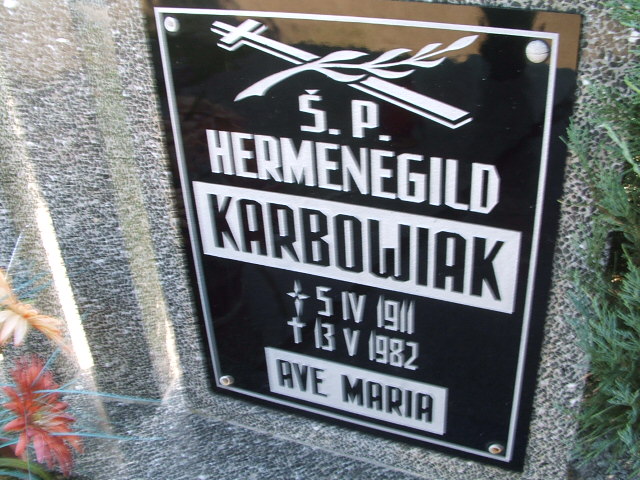 Ś. P.
HERMENEGILD
KARBOWIAK
5 IV 1911
✝ 13 V 1982
AVE MARIA